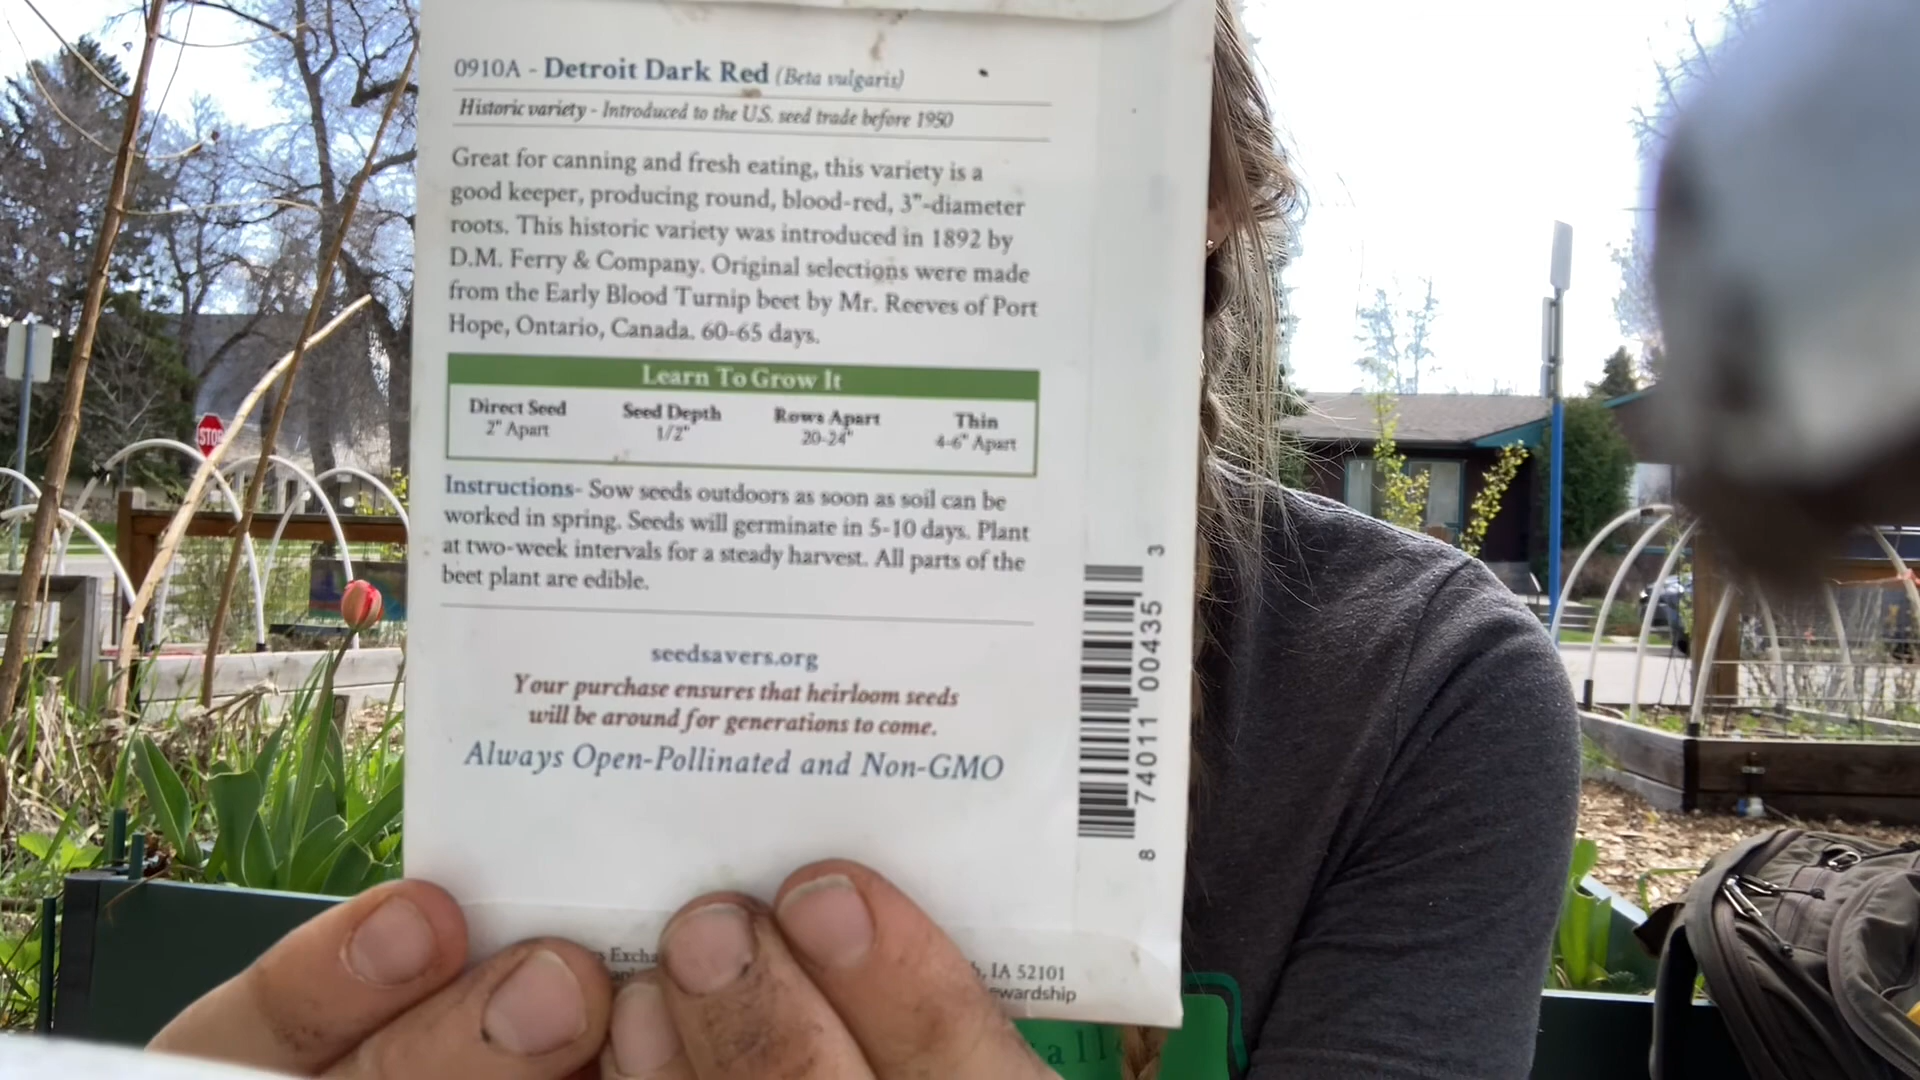 0910A - Detroit Dark Red (Beta vulgaris)
Historic variety - Introduced to the U.S. seed trade before 1950
Great for canning and fresh eating, this variety is a
good keeper, producing round, blood-red, 3"-diameter
roots. This historic variety was introduced in 1892 by
D.M. Ferry & Company. Original selections were made
from the Early Blood Turnip beet by Mr. Reeves of Port
Hope, Ontario, Canada. 60-65 days.
Learn To Grow It
Direct Seed Seed Depth Rows Apart Thin
2" Apart 1/2" 20-24" 4-6" Apart
Instructions- Sow seeds outdoors as soon as soil can be
worked in spring. Seeds will germinate in 5-10 days. Plant
at two-week intervals for a steady harvest. All parts of the
beet plant are edible.
seedsavers.org
Your purchase ensures that heirloom seeds
will be around for generations to come.
Always Open-Pollinated and Non-GMO
IA 52101
8 74011 00435 3
STOP